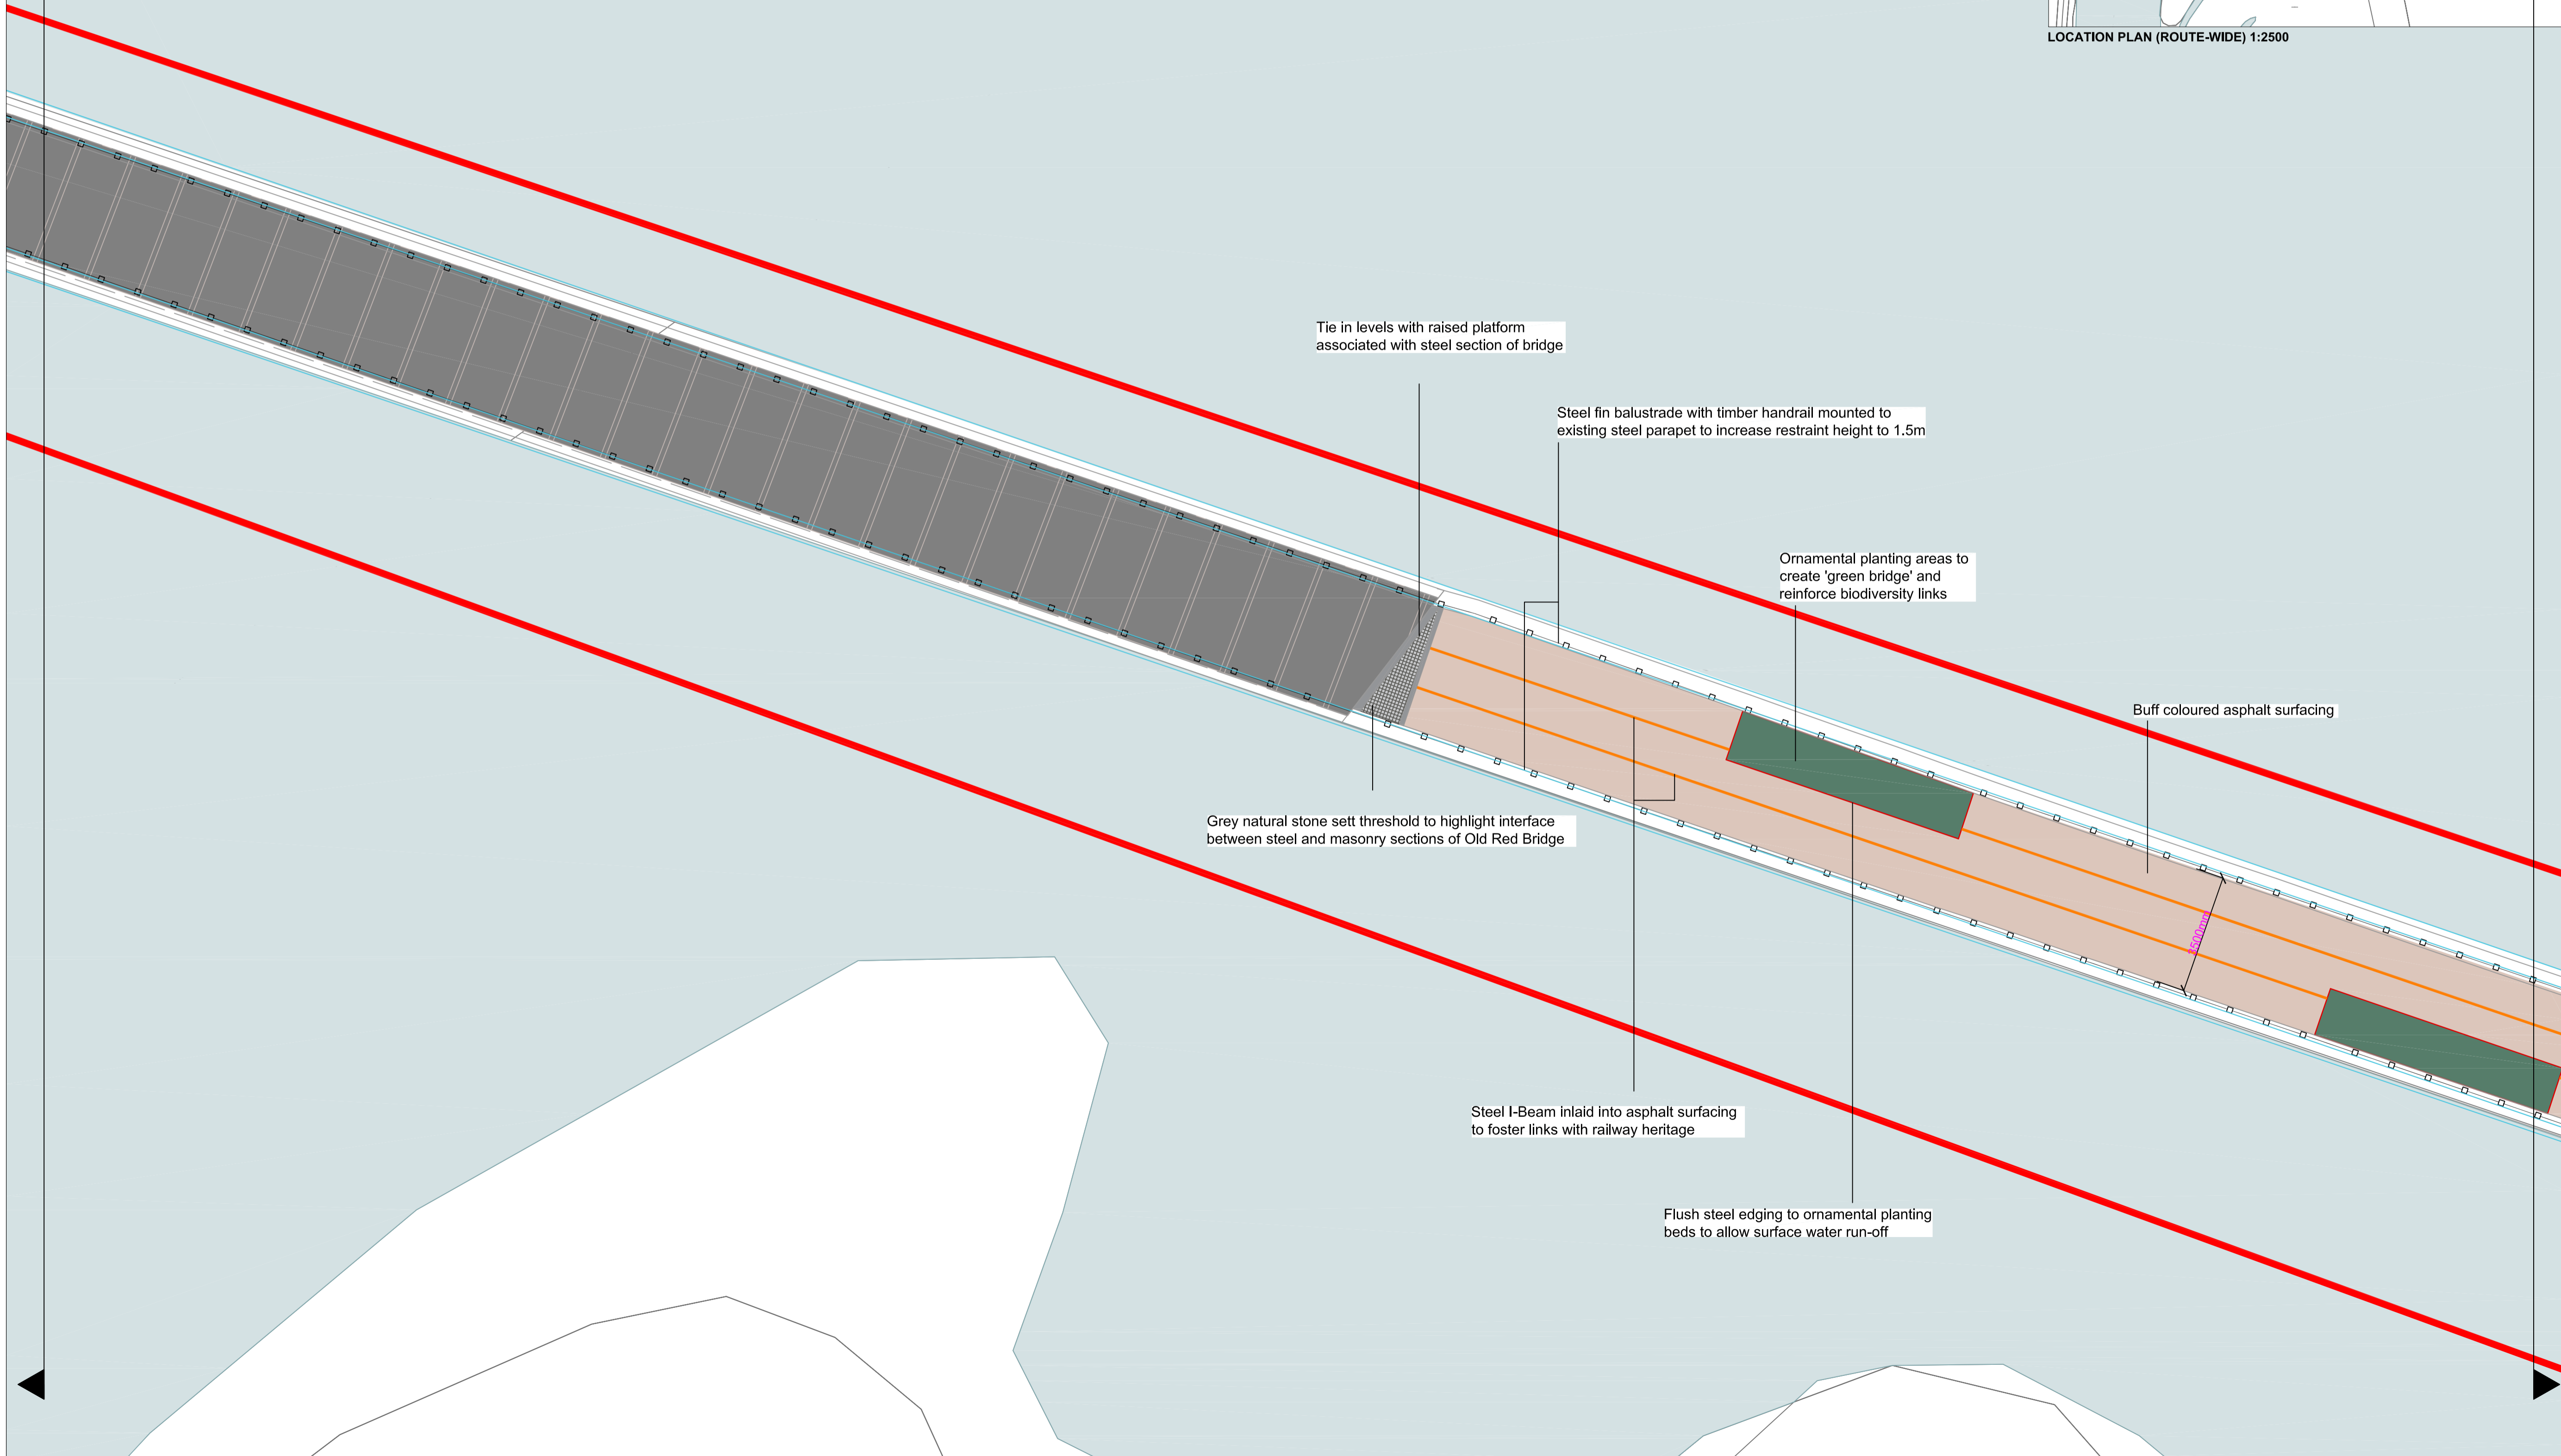 LOCATION PLAN (ROUTE-WIDE) 1:2500
Tie in levels with raised platform
associated with steel section of bridge
Steel fin balustrade with timber handrail mounted to
existing steel parapet to increase restraint height to 1.5m
Ornamental planting areas to
create 'green bridge' and
reinforce biodiversity links
Buff coloured asphalt surfacing
Grey natural stone sett threshold to highlight interface
between steel and masonry sections of Old Red Bridge
3500mm
Steel I-Beam inlaid into asphalt surfacing
to foster links with railway heritage
Flush steel edging to ornamental planting
beds to allow surface water run-off